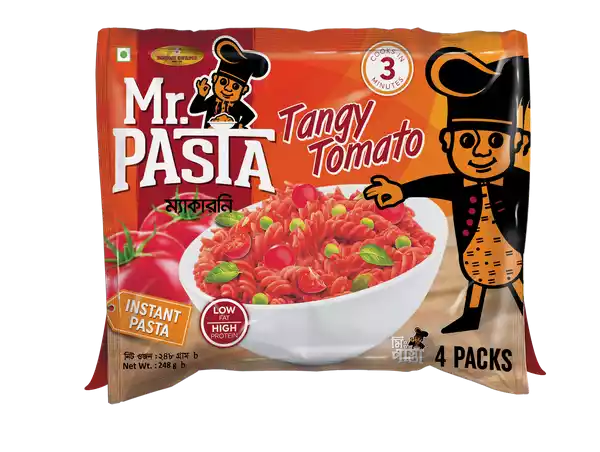 COOKS IN
3
MINUTES
Mr.
PASTA
ম্যাকারনি
Tangy
Tomato
INSTANT
PASTA
LOW
FAT
HIGH
PROTEIN
নিট ওজন : ২৪৮ গ্রাম b
Net Wt. : 248 g b
4 PACKS